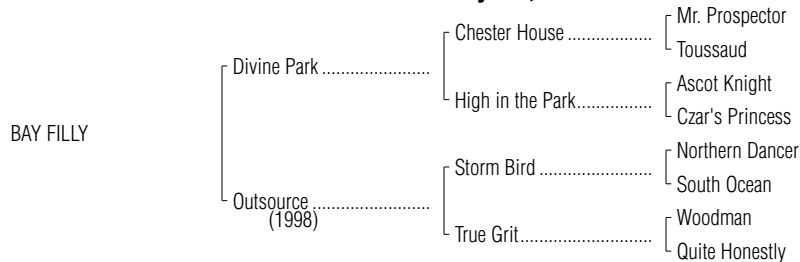 Mr. Prospector
Chester House ...................
Toussaud
Divine Park .......................
Ascot Knight
High in the Park.................
Czar's Princess
BAY FILLY
Northern Dancer
Storm Bird .........................
South Ocean
Outsource .........................
(1998)
Woodman
True Grit.............................
Quite Honestly